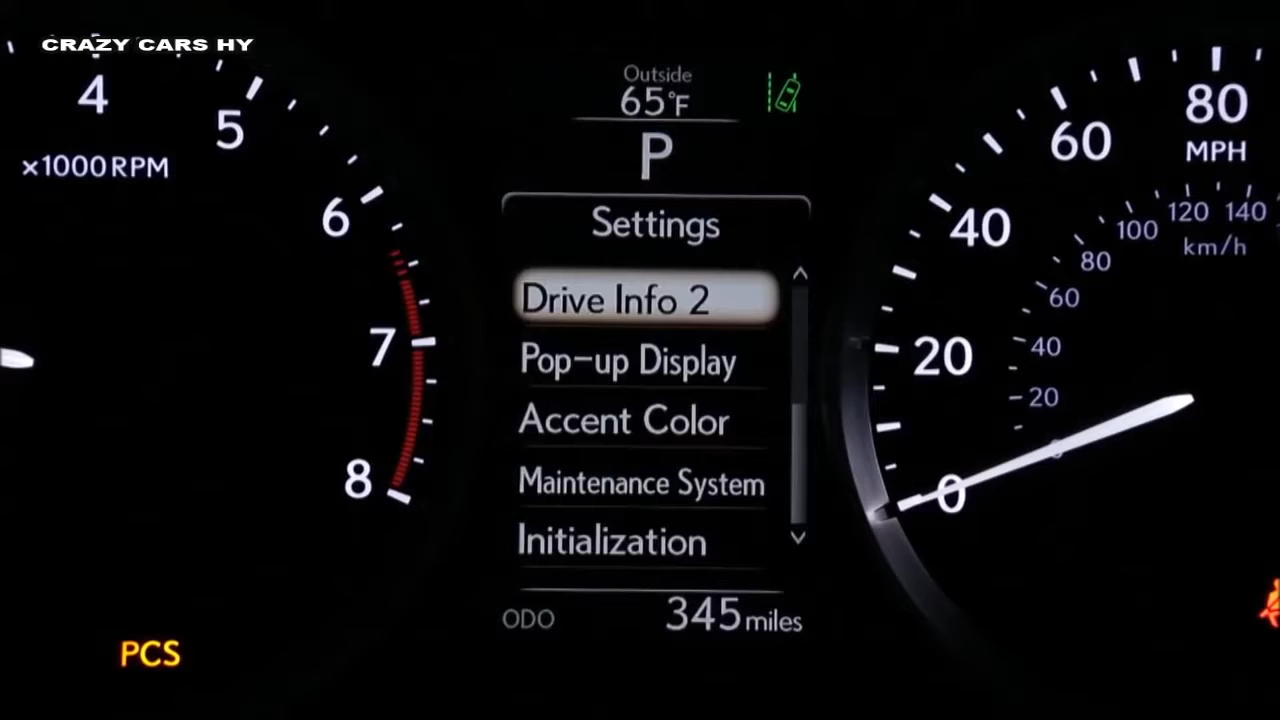 CRAZY CARS HY
4
5
×1000RPM
6
7
8
PCS
Outside
65°F
P
Settings
Drive Info 2
Pop-up Display
Accent Color
Maintenance System
Initialization
ODO 345 miles
80
MPH
60
40
20
0
120 140
km/h
100
80
60
40
20